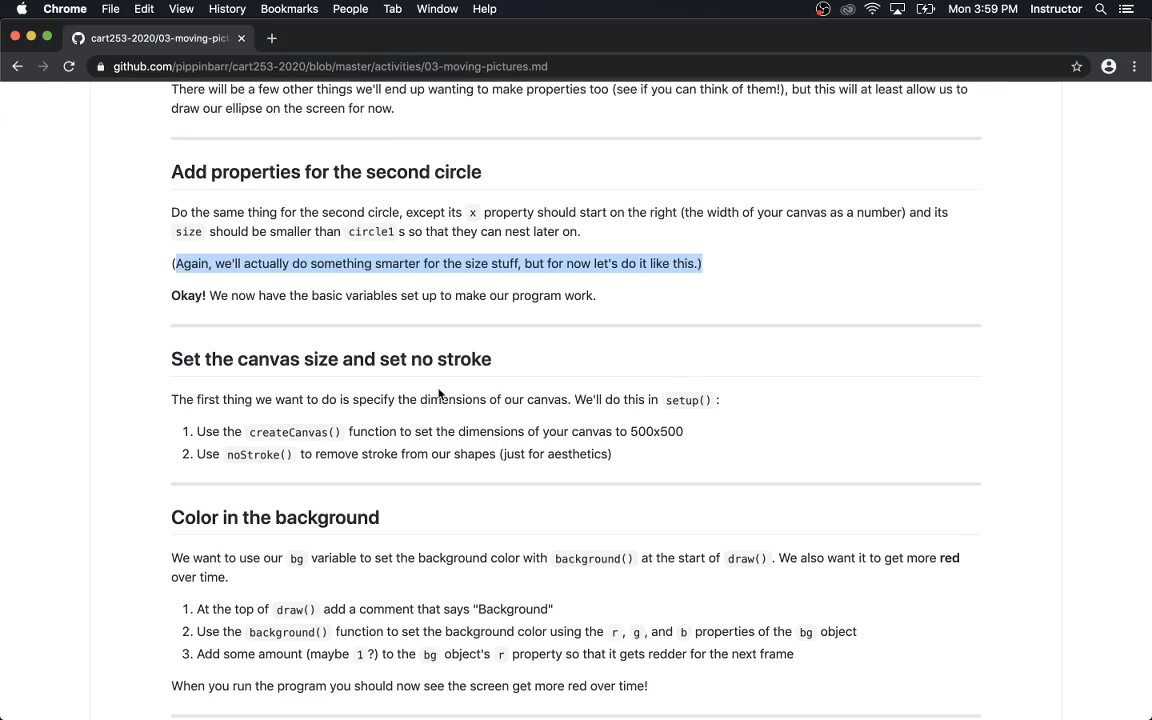 Chrome File Edit View History Bookmarks People Tab Window Help Mon 3:59 PM Instructor
cart253-2020/03-moving-pict
github.com/pippinbarr/cart253-2020/blob/master/activities/03-moving-pictures.md
There will be a few other things we'll end up wanting to make properties too (see if you can think of them!), but this will at least allow us to
draw our ellipse on the screen for now.
Add properties for the second circle
Do the same thing for the second circle, except its x property should start on the right (the width of your canvas as a number) and its
size should be smaller than circle1 s so that they can nest later on.
(Again, we'll actually do something smarter for the size stuff, but for now let's do it like this.)
Okay! We now have the basic variables set up to make our program work.
Set the canvas size and set no stroke
The first thing we want to do is specify the dimensions of our canvas. We'll do this in setup() :
1. Use the createCanvas() function to set the dimensions of your canvas to 500x500
2. Use noStroke() to remove stroke from our shapes (just for aesthetics)
Color in the background
We want to use our bg variable to set the background color with background() at the start of draw() . We also want it to get more red
over time.
1. At the top of draw() add a comment that says "Background"
2. Use the background() function to set the background color using the r , g , and b properties of the bg object
3. Add some amount (maybe 1 ?) to the bg object's r property so that it gets redder for the next frame
When you run the program you should now see the screen get more red over time!